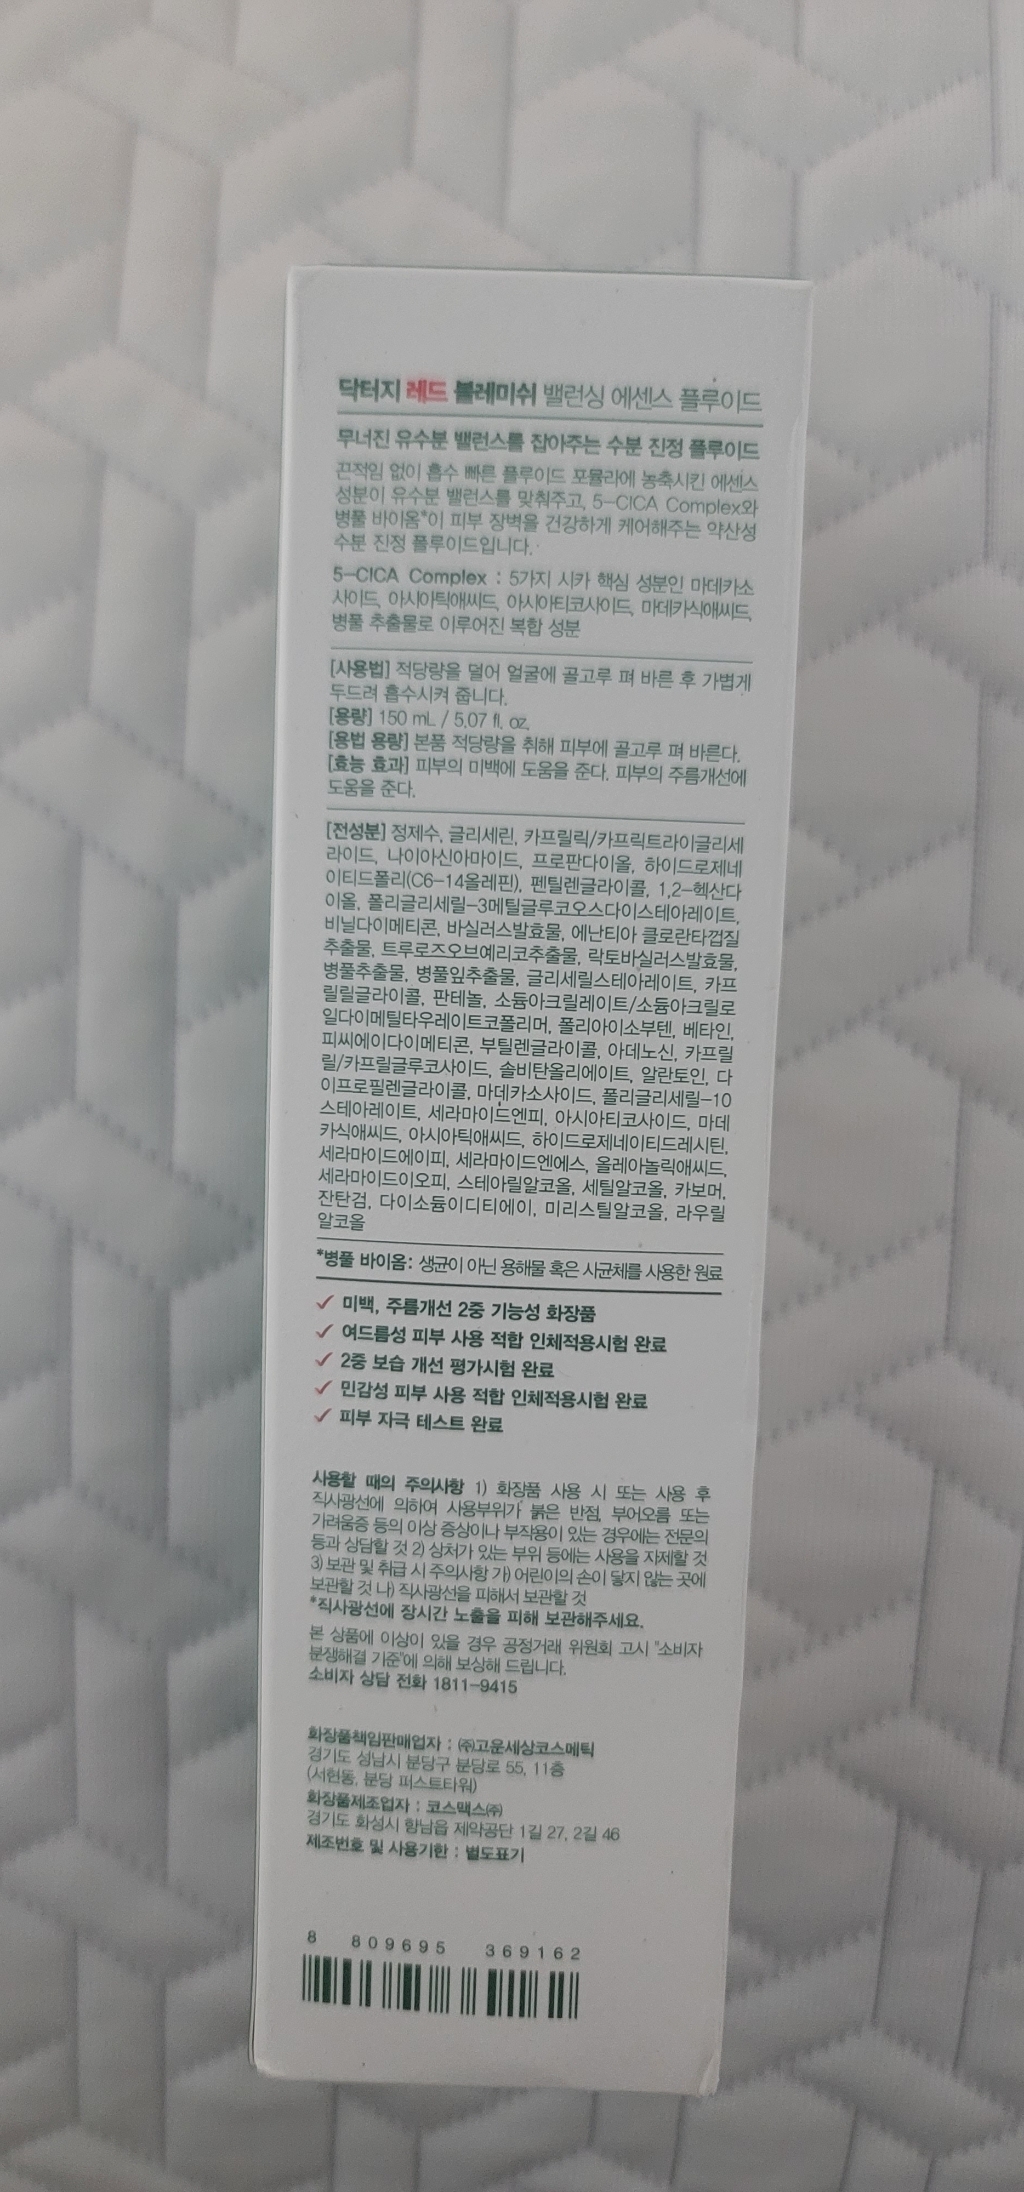 닥터지 레드 블레미쉬 밸런싱 에센스 플루이드
무너진 유수분 밸런스를 잡아주는 수분 진정 플루이드
끈적임 없이 흡수 빠른 플루이드 포뮬라에 농축시킨 에센스
성분이 유수분 밸런스를 맞춰주고, 5-CICA Complex와
병풀 바이옴*이 피부 장벽을 건강하게 케어해주는 약산성
수분 진정 플루이드입니다.
5-CICA Complex : 5가지 시카 핵심 성분인 마데카소
사이드, 아시아틱애씨드, 아시아티코사이드, 마데카식애씨드,
병풀 추출물로 이루어진 복합 성분
[사용법] 적당량을 덜어 얼굴에 골고루 펴 바른 후 가볍게
두드려 흡수시켜 줍니다.
[용량] 150 mL / 5.07 fl. oz.
[용법 용량] 본품 적당량을 취해 피부에 골고루 펴 바른다.
[효능 효과] 피부의 미백에 도움을 준다. 피부의 주름개선에
도움을 준다.
[전성분] 정제수, 글리세린, 카프릴릭/카프릭트라이글리세
라이드, 나이아신아마이드, 프로판다이올, 하이드로제네
이티드폴리(C6-14올레핀), 펜틸렌글라이콜, 1,2-헥산다
이올, 폴리글리세릴-3메틸글루코오스다이스테아레이트,
비닐다이메티콘, 바실러스발효물, 에난티아 클로란타껍질
추출물, 트루로즈오브예리코추출물, 락토바실러스발효물,
병풀추출물, 병풀잎추출물, 글리세릴스테아레이트, 카프
릴릴글라이콜, 판테놀, 소듐아크릴레이트/소듐아크릴로
일다이메틸타우레이트코폴리머, 폴리아이소부텐, 베타인,
피씨에이다이메티콘, 부틸렌글라이콜, 아데노신, 카프릴
릴/카프릴글루코사이드, 솔비탄올리에이트, 알란토인, 다
이프로필렌글라이콜, 마데카소사이드, 폴리글리세릴-10
스테아레이트, 세라마이드엔피, 아시아티코사이드, 마데
카식애씨드, 아시아틱애씨드, 하이드로제네이티드레시틴,
세라마이드에이피, 세라마이드엔에스, 올레아놀릭애씨드,
세라마이드이오피, 스테아릴알코올, 세틸알코올, 카보머,
잔탄검, 다이소듐이디티에이, 미리스틸알코올, 라우릴
알코올
*병풀 바이옴: 생균이 아닌 용해물 혹은 사균체를 사용한 원료
✓ 미백, 주름개선 2중 기능성 화장품
✓ 여드름성 피부 사용 적합 인체적용시험 완료
✓ 2중 보습 개선 평가시험 완료
✓ 민감성 피부 사용 적합 인체적용시험 완료
✓ 피부 자극 테스트 완료
사용할 때의 주의사항 1) 화장품 사용 시 또는 사용 후
직사광선에 의하여 사용부위가 붉은 반점, 부어오름 또는
가려움증 등의 이상 증상이나 부작용이 있는 경우에는 전문의
등과 상담할 것 2) 상처가 있는 부위 등에는 사용을 자제할 것
3) 보관 및 취급 시 주의사항 가) 어린이의 손이 닿지 않는 곳에
보관할 것 나) 직사광선을 피해서 보관할 것
*직사광선에 장시간 노출을 피해 보관해주세요.
본 상품에 이상이 있을 경우 공정거래 위원회 고시 "소비자
분쟁해결 기준"에 의해 보상해 드립니다.
소비자 상담 전화 1811-9415
화장품책임판매업자 : ㈜고운세상코스메틱
경기도 성남시 분당구 분당로 55, 11층
(서현동, 분당 퍼스트타워)
화장품제조업자 : 코스맥스㈜
경기도 화성시 향남읍 제약공단 1길 27, 2길 46
제조번호 및 사용기한 : 별도표기
8 809695 369162